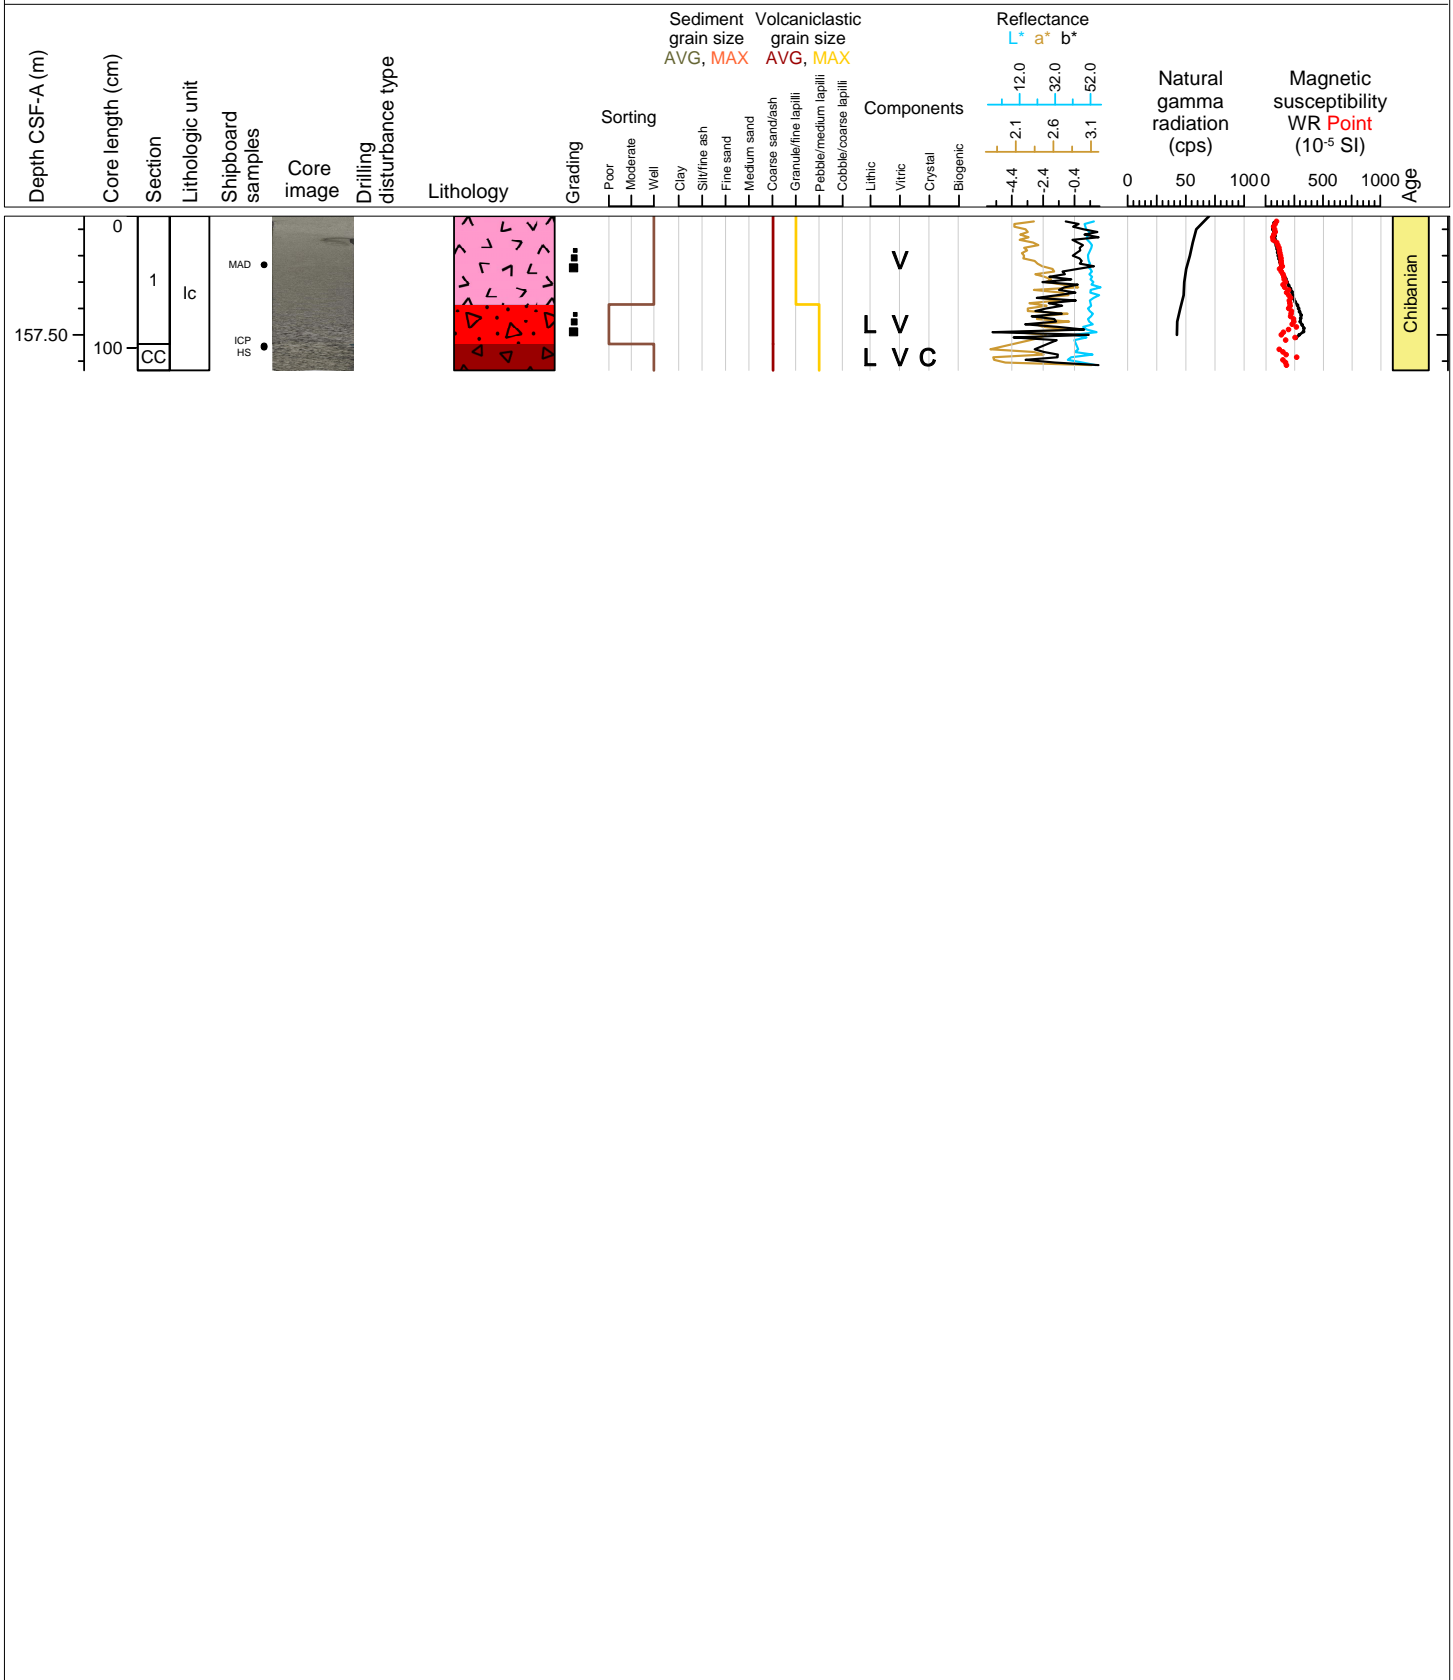 Depth CSF-A (m)
Core length (cm)
Section
Lithologic unit
Shipboard
samples
Core
image
Drilling
disturbance type
Lithology
Grading
Sorting
Poor
Moderate
Well
Sediment
grain size
AVG, MAX
Volcaniclastic
grain size
AVG, MAX
Clay
Silt/fine ash
Fine sand
Medium sand
Coarse sand/ash
Granule/fine lapilli
Pebble/medium lapilli
Cobble/coarse lapilli
Components
Lithic
Vitric
Crystal
Biogenic
Reflectance
L* a* b*
12.0 32.0 52.0
2.1 2.6 3.1
-4.4 -2.4 -0.4
Natural
gamma
radiation
(cps)
0 50 100
Magnetic
susceptibility
WR Point
(10⁻⁵ SI)
0 500 1000
Age
0
1
Ic
MAD
V
157.50
ICP
L V
100
CC
HS
L V C
Chibanian